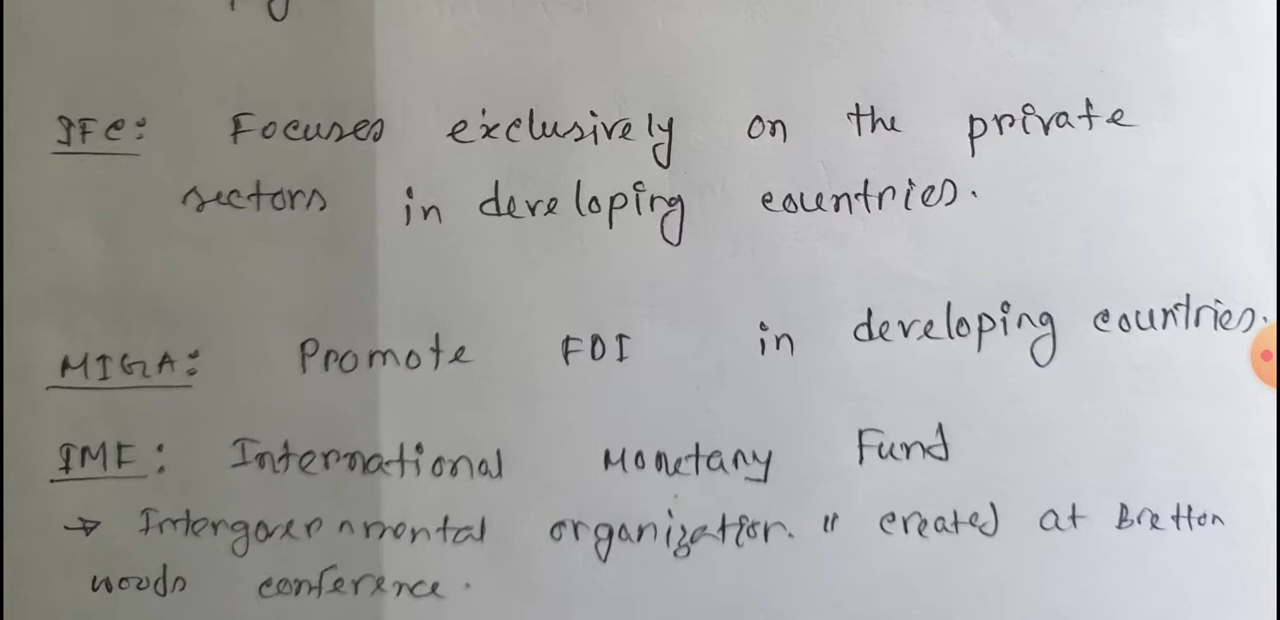 IFC: Focuses exclusively on the private
sectors in developing countries.
MIGA: Promote FDI in developing countries.
IMF: International Monetary Fund
→ Intergovernmental organization. " created at Bretton
woods conference.